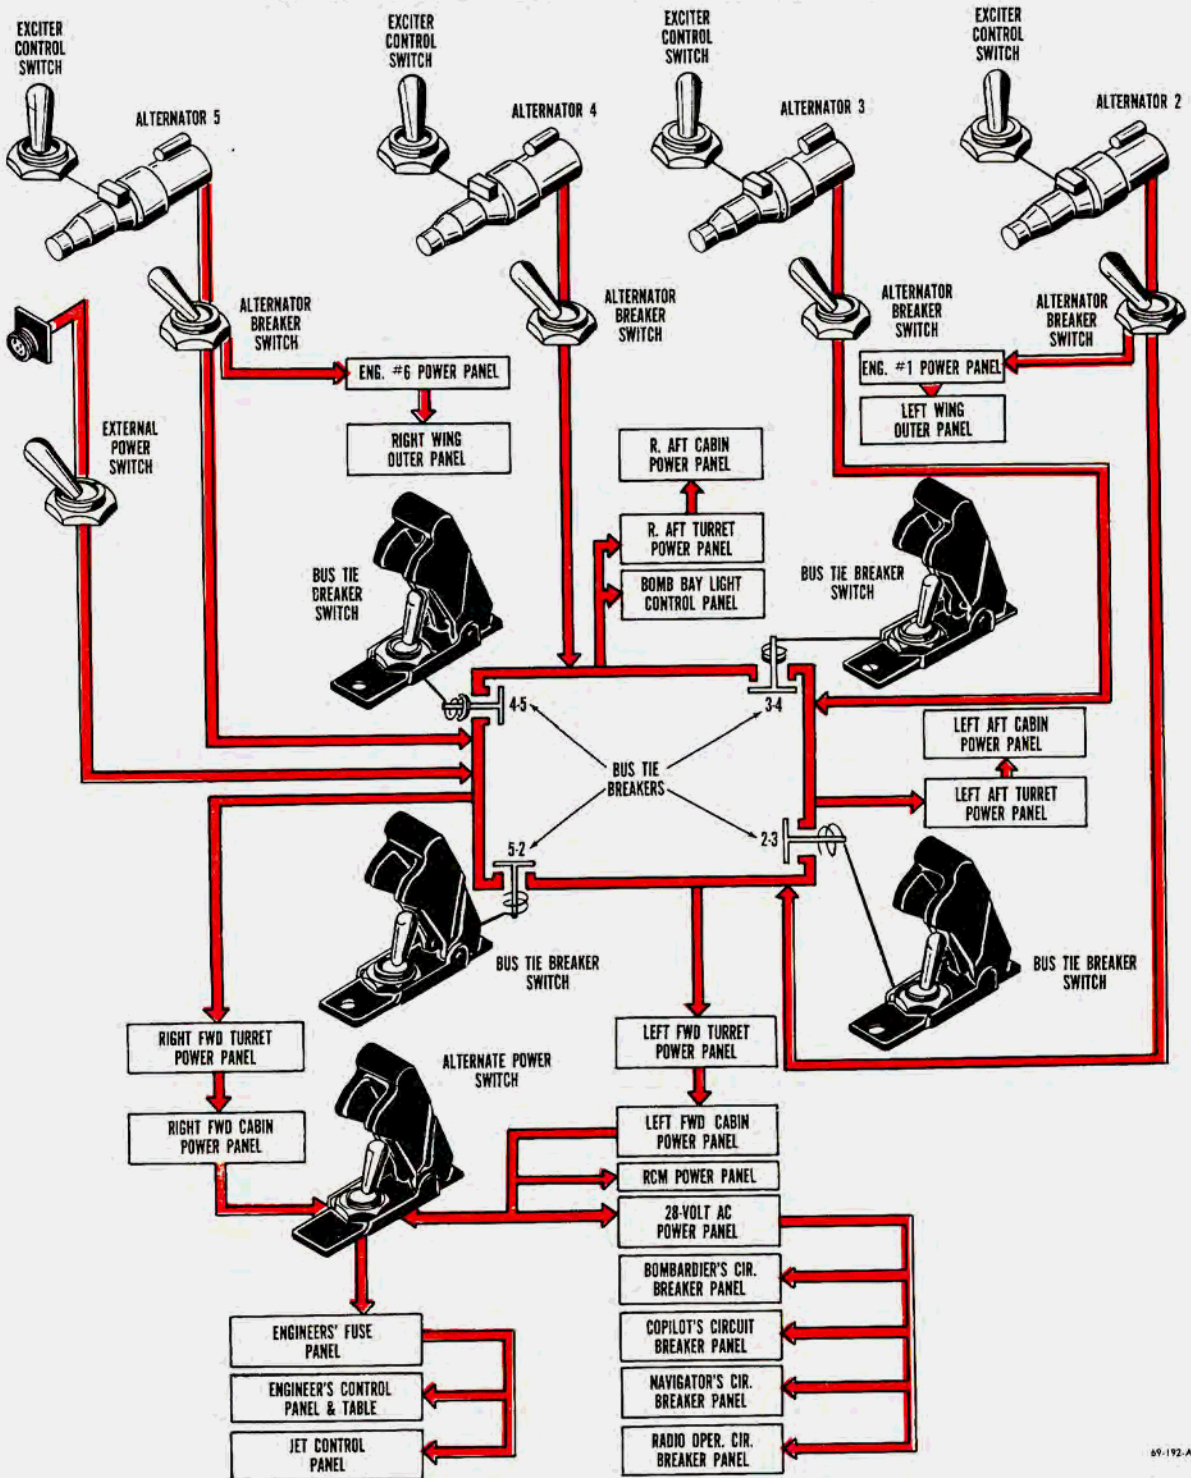 EXCITER
CONTROL
SWITCH
EXCITER
CONTROL
SWITCH
EXCITER
CONTROL
SWITCH
EXCITER
CONTROL
SWITCH
ALTERNATOR 5
ALTERNATOR 4
ALTERNATOR 3
ALTERNATOR 2
ALTERNATOR
BREAKER
SWITCH
ALTERNATOR
BREAKER
SWITCH
ALTERNATOR
BREAKER
SWITCH
ALTERNATOR
BREAKER
SWITCH
ENG. #6 POWER PANEL
ENG. #1 POWER PANEL
RIGHT WING
OUTER PANEL
LEFT WING
OUTER PANEL
EXTERNAL
POWER
SWITCH
R. AFT CABIN
POWER PANEL
R. AFT TURRET
POWER PANEL
BOMB BAY LIGHT
CONTROL PANEL
BUS TIE
BREAKER
SWITCH
BUS TIE BREAKER
SWITCH
4-5
3-4
BUS TIE
BREAKERS
5-2
2-3
LEFT AFT CABIN
POWER PANEL
LEFT AFT TURRET
POWER PANEL
BUS TIE BREAKER
SWITCH
BUS TIE BREAKER
SWITCH
RIGHT FWD TURRET
POWER PANEL
LEFT FWD TURRET
POWER PANEL
ALTERNATE POWER
SWITCH
RIGHT FWD CABIN
POWER PANEL
LEFT FWD CABIN
POWER PANEL
RCM POWER PANEL
28-VOLT AC
POWER PANEL
BOMBARDIER'S CIR.
BREAKER PANEL
COPILOT'S CIRCUIT
BREAKER PANEL
NAVIGATOR'S CIR.
BREAKER PANEL
RADIO OPER. CIR.
BREAKER PANEL
ENGINEERS' FUSE
PANEL
ENGINEER'S CONTROL
PANEL & TABLE
JET CONTROL
PANEL
69-192-A